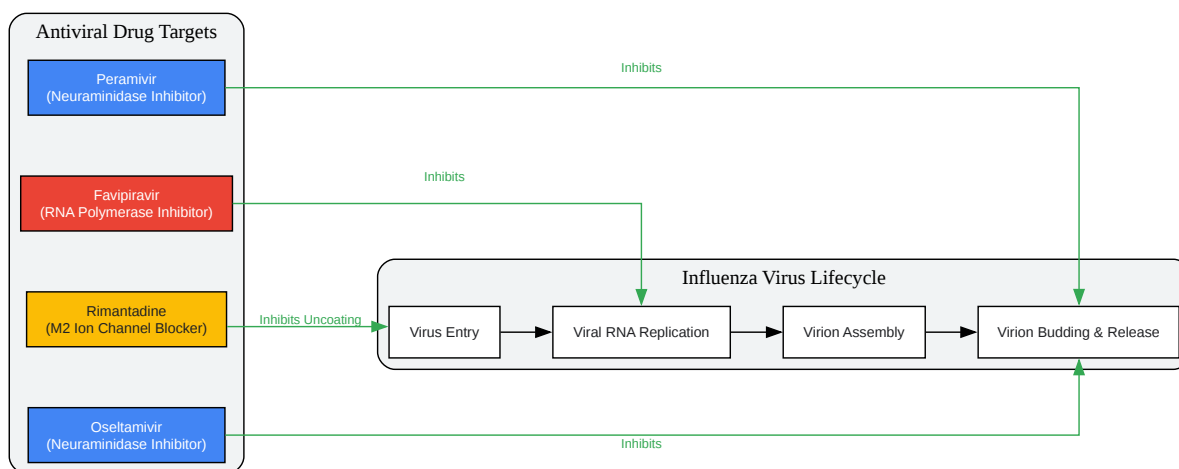 Antiviral Drug Targets
Peramivir
(Neuraminidase Inhibitor)
Inhibits
Favipiravir
(RNA Polymerase Inhibitor)
Inhibits
Rimantadine
(M2 Ion Channel Blocker)
Inhibits Uncoating
Influenza Virus Lifecycle
Virus Entry
Viral RNA Replication
Virion Assembly
Virion Budding & Release
Oseltamivir
(Neuraminidase Inhibitor)
Inhibits